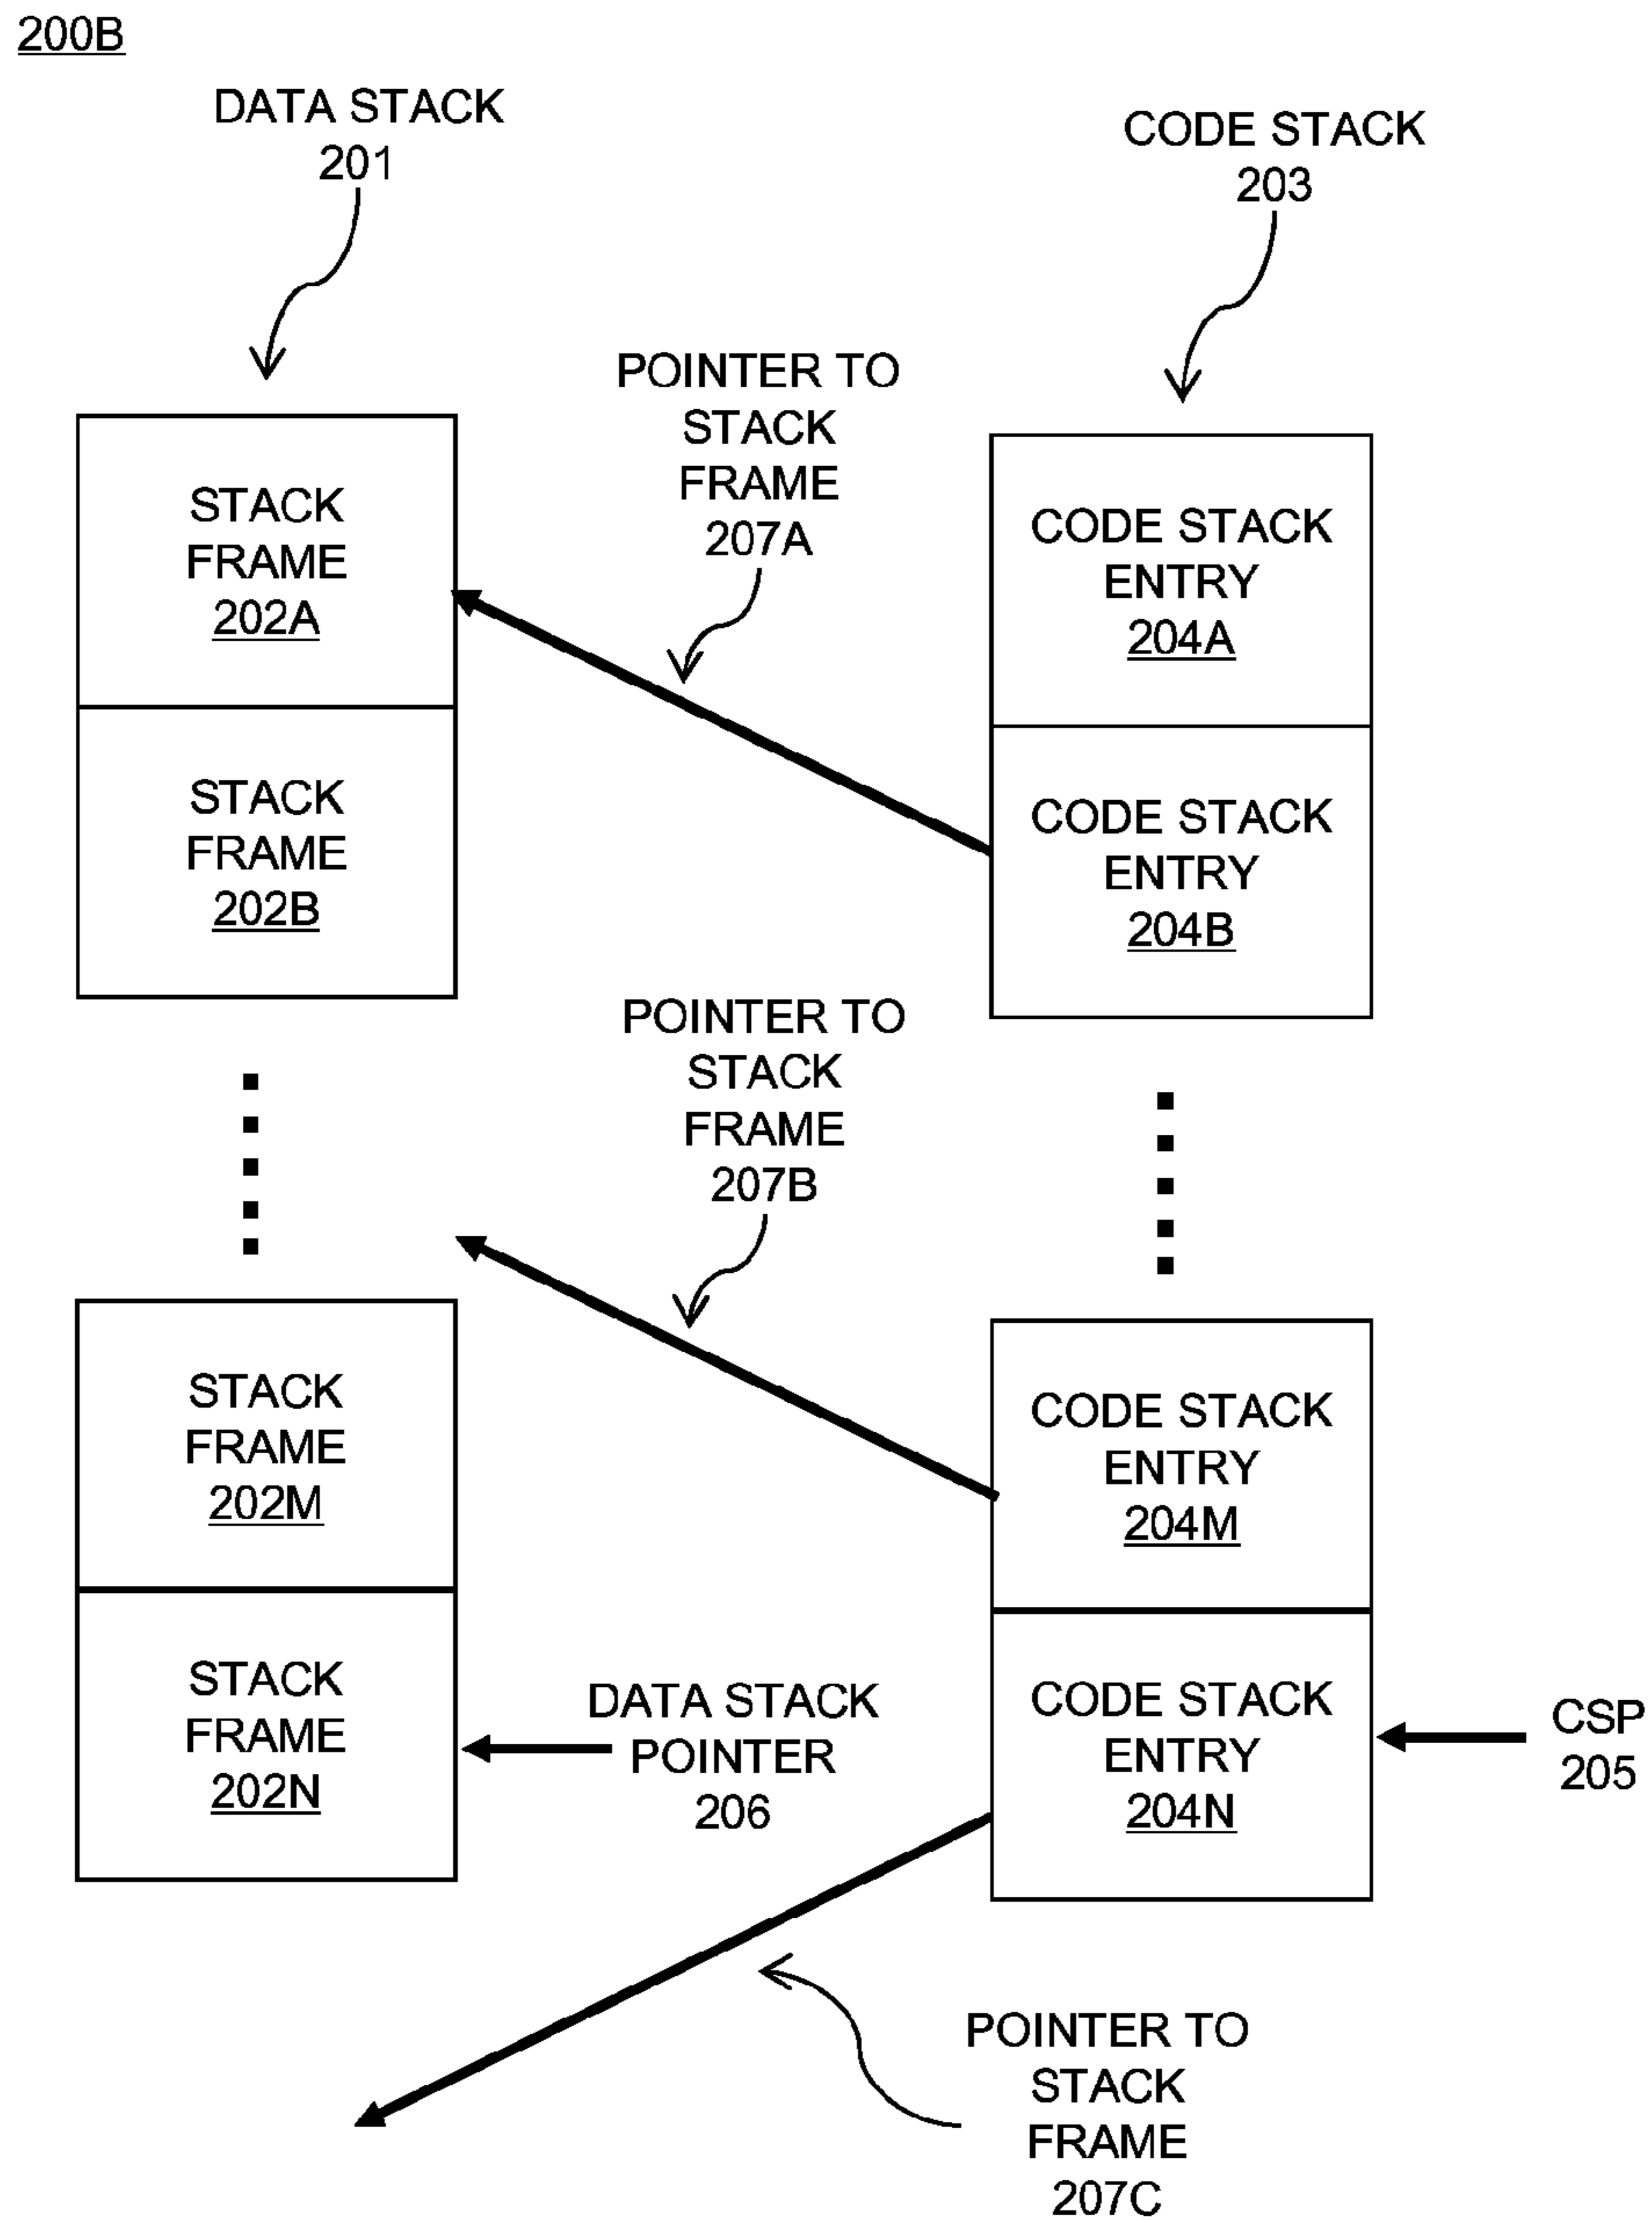 200B
DATA STACK
201
CODE STACK
203
POINTER TO
STACK
FRAME
207A
STACK
FRAME
202A
CODE STACK
ENTRY
204A
STACK
FRAME
202B
CODE STACK
ENTRY
204B
POINTER TO
STACK
FRAME
207B
STACK
FRAME
202M
CODE STACK
ENTRY
204M
STACK
FRAME
202N
DATA STACK
POINTER
206
CODE STACK
ENTRY
204N
CSP
205
POINTER TO
STACK
FRAME
207C